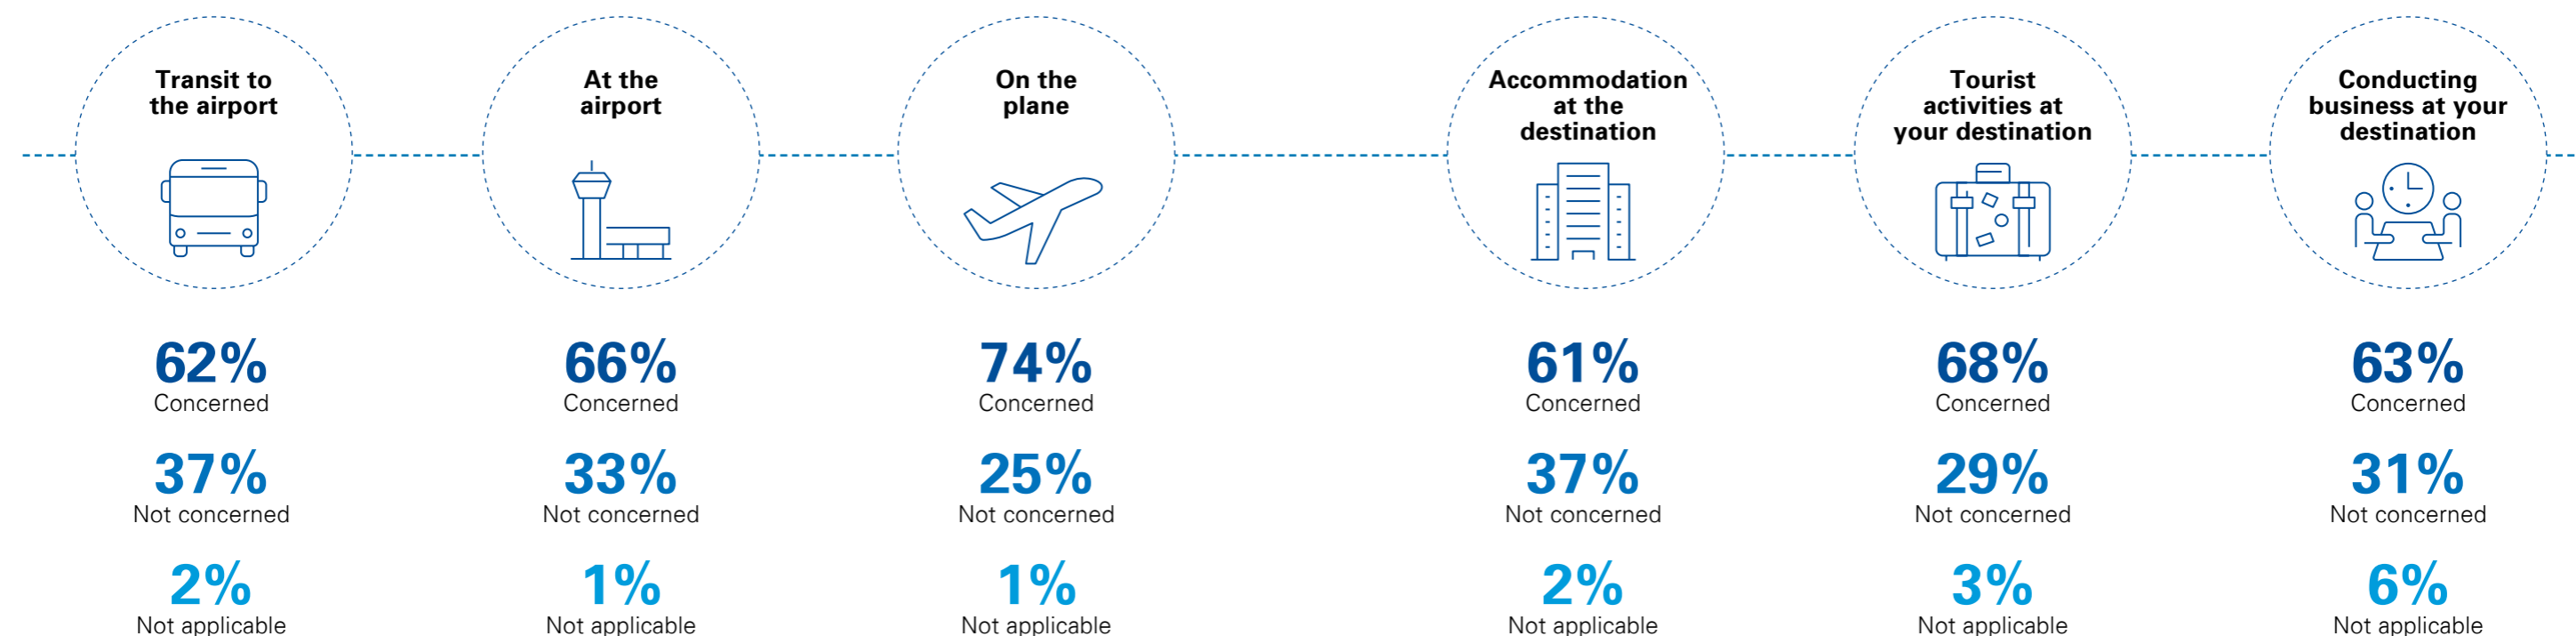 Transit to
the airport
62%
Concerned
37%
Not concerned
2%
Not applicable
At the
airport
66%
Concerned
33%
Not concerned
1%
Not applicable
On the
plane
74%
Concerned
25%
Not concerned
1%
Not applicable
Accommodation
at the
destination
61%
Concerned
37%
Not concerned
2%
Not applicable
Tourist
activities at
your destination
68%
Concerned
29%
Not concerned
3%
Not applicable
Conducting
business at your
destination
63%
Concerned
31%
Not concerned
6%
Not applicable